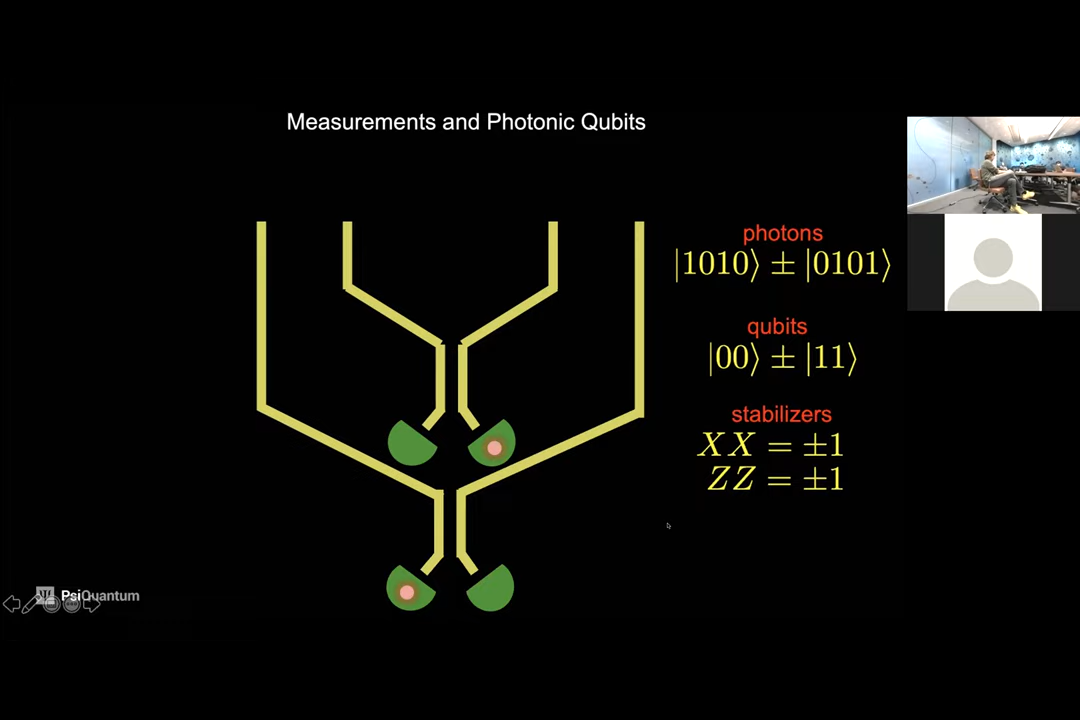 Measurements and Photonic Qubits
photons
|1010⟩ ± |0101⟩
qubits
|00⟩ ± |11⟩
stabilizers
XX = ±1
ZZ = ±1
PsiQuantum